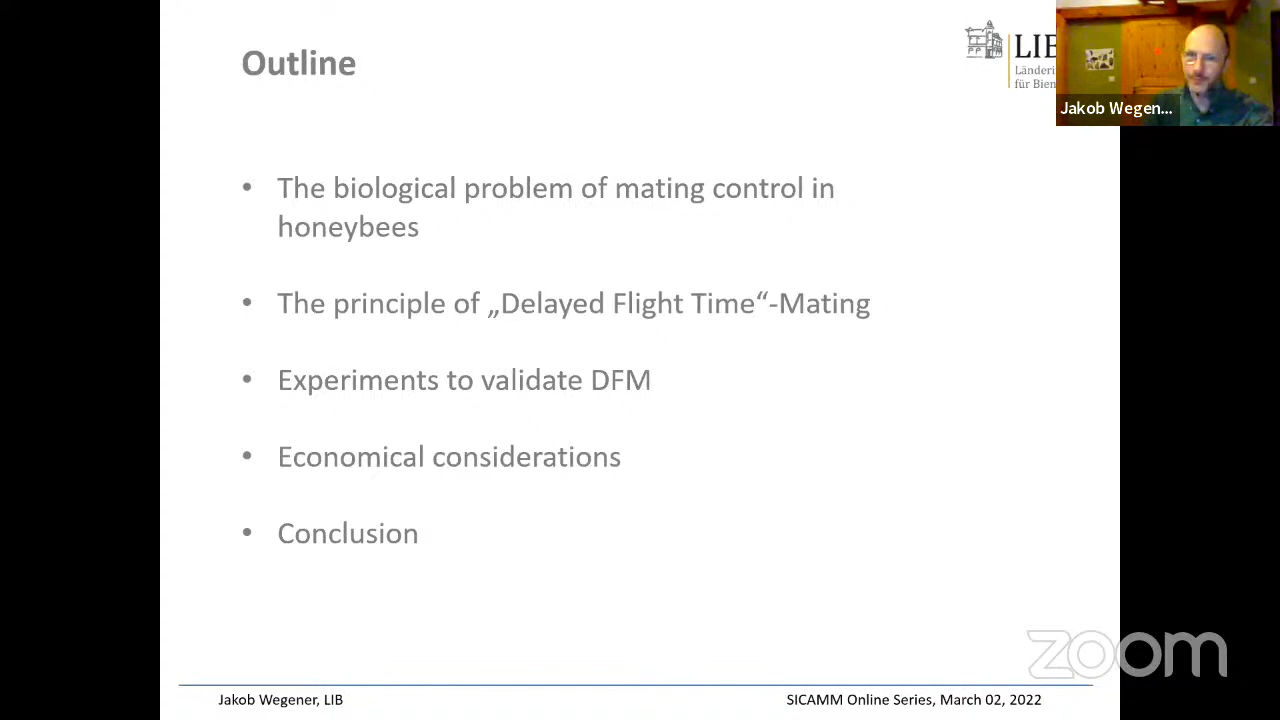 Outline
LIB
Länderi
für Bien
Jakob Wegen...
• The biological problem of mating control in
honeybees
• The principle of „Delayed Flight Time“-Mating
• Experiments to validate DFM
• Economical considerations
• Conclusion
zoom
Jakob Wegener, LIB
SICAMM Online Series, March 02, 2022